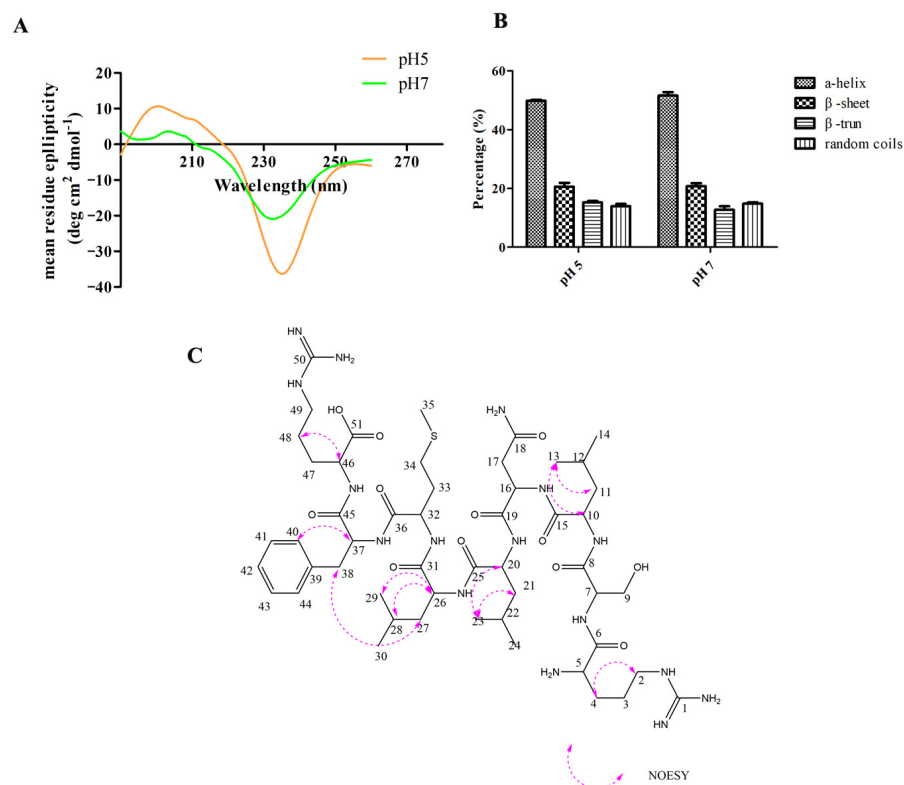 A
mean residue epllipticity
(deg cm² dmol⁻¹)
20
10
0
−10
−20
−30
−40
210
230
250
270
Wavelength (nm)
pH5
pH7
B
Percentage (%)
60
40
20
0
pH 5
pH 7
a-helix
β-sheet
β-trun
random coils
C
HN
50
NH₂
HN
49
HO
51
O
48
47
46
NH
O
45
35
S
34
33
O
36
32
41
40
37
NH
42
39
38
43
44
NH
31
O
29
26
28
27
NH
30
H₂N
18
O
17
16
NH
O
19
14
13
12
11
15
O
10
NH
O
25
20
NH
21
23
22
24
8
O
OH
7
9
NH
6
O
5
H₂N
2
NH
4
3
1
NH₂
HN
NOESY